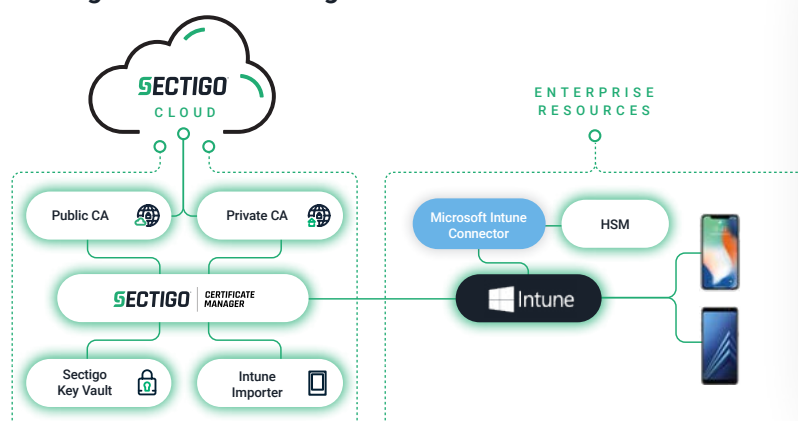 SECTIGO
CLOUD
ENTERPRISE
RESOURCES
Public CA
Private CA
Microsoft Intune
Connector
HSM
SECTIGO
CERTIFICATE
MANAGER
Intune
Sectigo
Key Vault
Intune
Importer